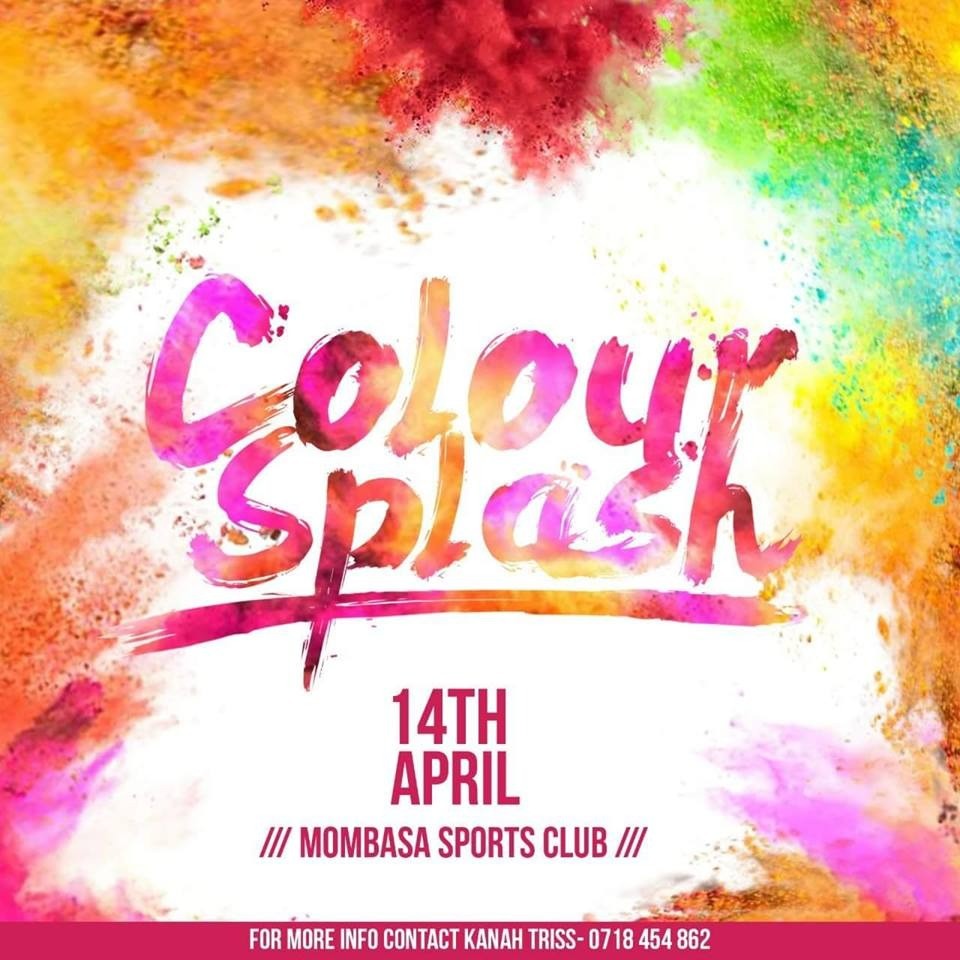 Colour
Splash
14TH
APRIL
/// MOMBASA SPORTS CLUB ///
FOR MORE INFO CONTACT KANAH TRISS- 0718 454 862